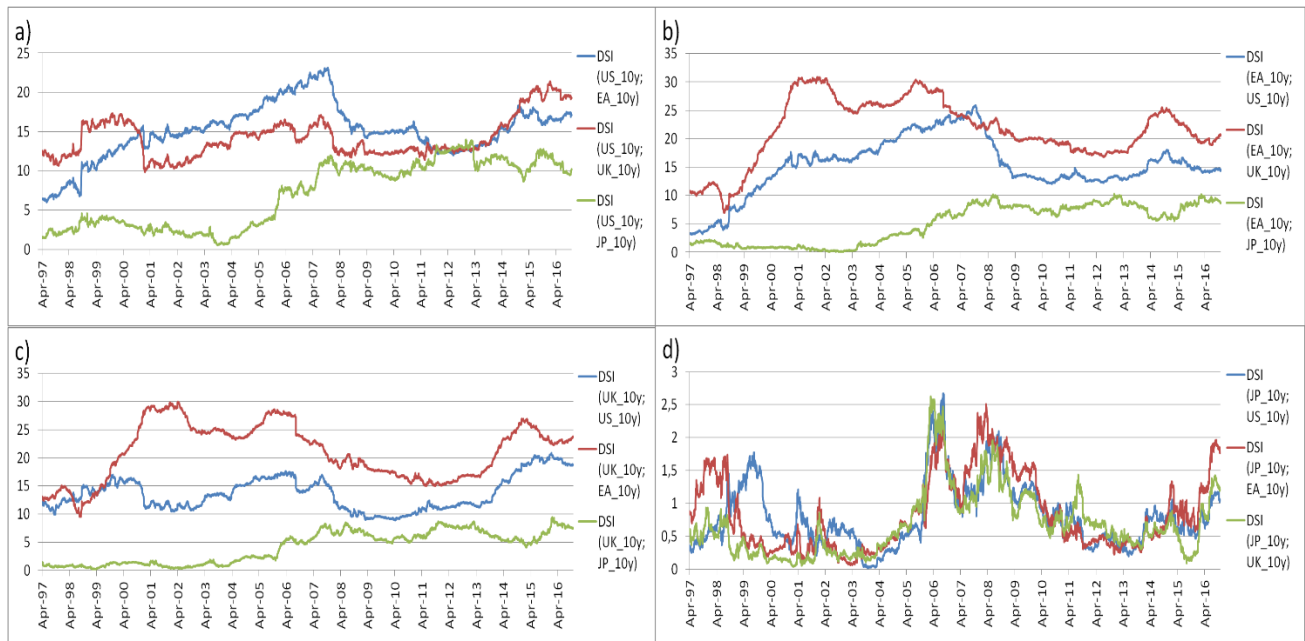 a)
25
20
15
10
5
0
Apr-97
Apr-98
Apr-99
Apr-00
Apr-01
Apr-02
Apr-03
Apr-04
Apr-05
Apr-06
Apr-07
Apr-08
Apr-09
Apr-10
Apr-11
Apr-12
Apr-13
Apr-14
Apr-15
Apr-16
DSI
(US_10y;
EA_10y)
DSI
(US_10y;
UK_10y)
DSI
(US_10y;
JP_10y)
b)
35
30
25
20
15
10
5
0
Apr-97
Apr-98
Apr-99
Apr-00
Apr-01
Apr-02
Apr-03
Apr-04
Apr-05
Apr-06
Apr-07
Apr-08
Apr-09
Apr-10
Apr-11
Apr-12
Apr-13
Apr-14
Apr-15
Apr-16
DSI
(EA_10y;
US_10y)
DSI
(EA_10y;
UK_10y)
DSI
(EA_10y;
JP_10y)
c)
35
30
25
20
15
10
5
0
Apr-97
Apr-98
Apr-99
Apr-00
Apr-01
Apr-02
Apr-03
Apr-04
Apr-05
Apr-06
Apr-07
Apr-08
Apr-09
Apr-10
Apr-11
Apr-12
Apr-13
Apr-14
Apr-15
Apr-16
DSI
(UK_10y;
US_10y)
DSI
(UK_10y;
EA_10y)
DSI
(UK_10y;
JP_10y)
d)
3
2,5
2
1,5
1
0,5
0
Apr-97
Apr-98
Apr-99
Apr-00
Apr-01
Apr-02
Apr-03
Apr-04
Apr-05
Apr-06
Apr-07
Apr-08
Apr-09
Apr-10
Apr-11
Apr-12
Apr-13
Apr-14
Apr-15
Apr-16
DSI
(JP_10y;
US_10y)
DSI
(JP_10y;
EA_10y)
DSI
(JP_10y;
UK_10y)